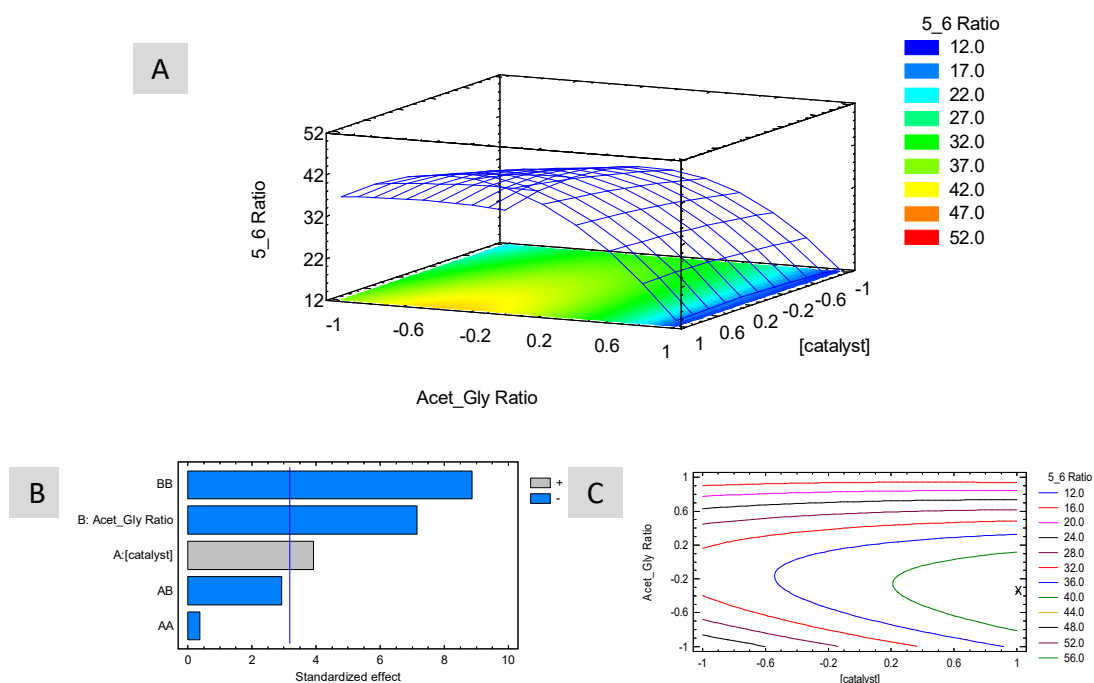 A
5_6 Ratio
12.0
17.0
22.0
27.0
32.0
37.0
42.0
47.0
52.0
52
42
32
22
12
5_6 Ratio
-1
-0.6
-0.2
0.2
0.6
1
Acet_Gly Ratio
1
0.6
0.2
-0.2
-0.6
-1
[catalyst]
B
BB
B: Acet_Gly Ratio
A:[catalyst]
AB
AA
0 2 4 6 8 10
Standardized effect
+
-
C
1
0.6
0.2
-0.2
-0.6
-1
Acet_Gly Ratio
X
-1 -0.6 -0.2 0.2 0.6 1
[catalyst]
5_6 Ratio
12.0
16.0
20.0
24.0
28.0
32.0
36.0
40.0
44.0
48.0
52.0
56.0